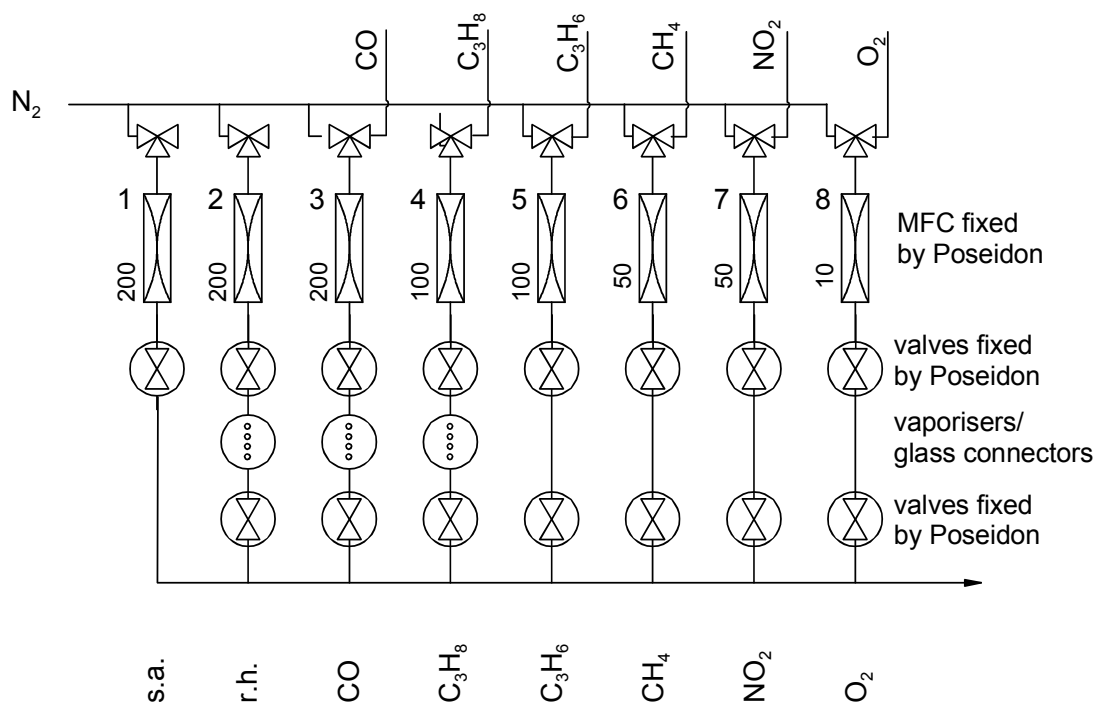 CO
C₃H₈
C₃H₆
CH₄
NO₂
O₂
N₂
1 2 3 4 5 6 7 8
200 200 200 100 100 50 50 10
MFC fixed
by Poseidon
valves fixed
by Poseidon
vaporisers/
glass connectors
valves fixed
by Poseidon
s.a.
r.h.
CO
C₃H₈
C₃H₆
CH₄
NO₂
O₂